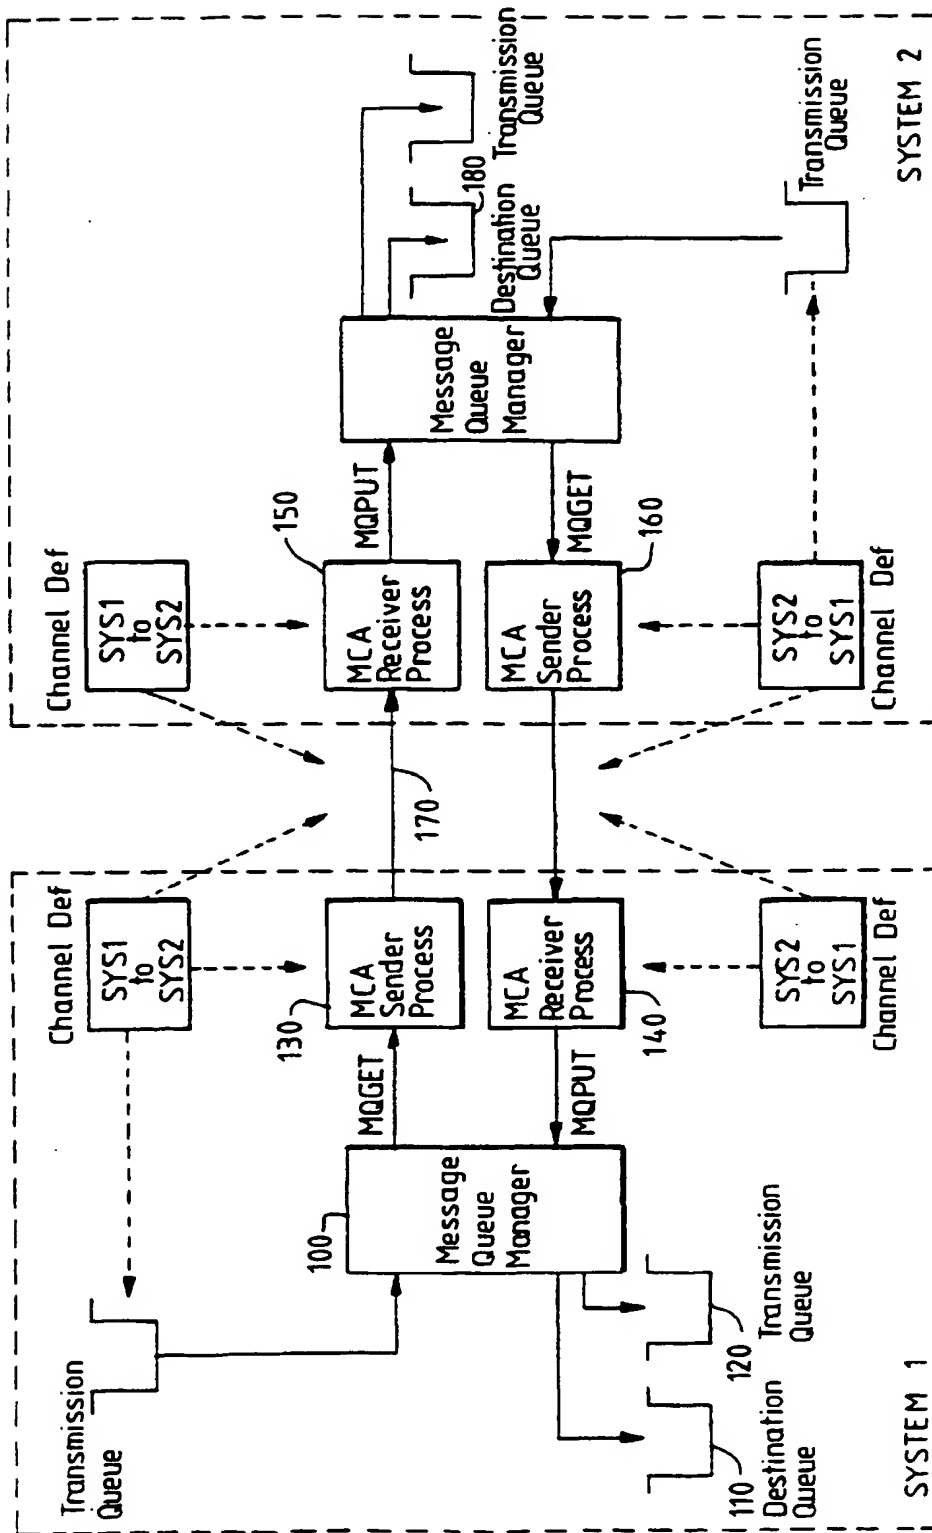 Transmission
Queue
Channel Def
SYS1
to
SYS2
Channel Def
SYS1
to
SYS2
100
Message
Queue
Manager
MQGET
130
MCA
Sender
Process
170
150
MCA
Receiver
Process
MQPUT
Message
Queue
Manager
Destination
Queue
180
Transmission
Queue
110
Destination
Queue
120
Transmission
Queue
MQPUT
140
MCA
Receiver
Process
MCA
Sender
Process
160
MQGET
SYS2
to
SYS1
Channel Def
SYS2
to
SYS1
Channel Def
Transmission
Queue
SYSTEM 1
SYSTEM 2